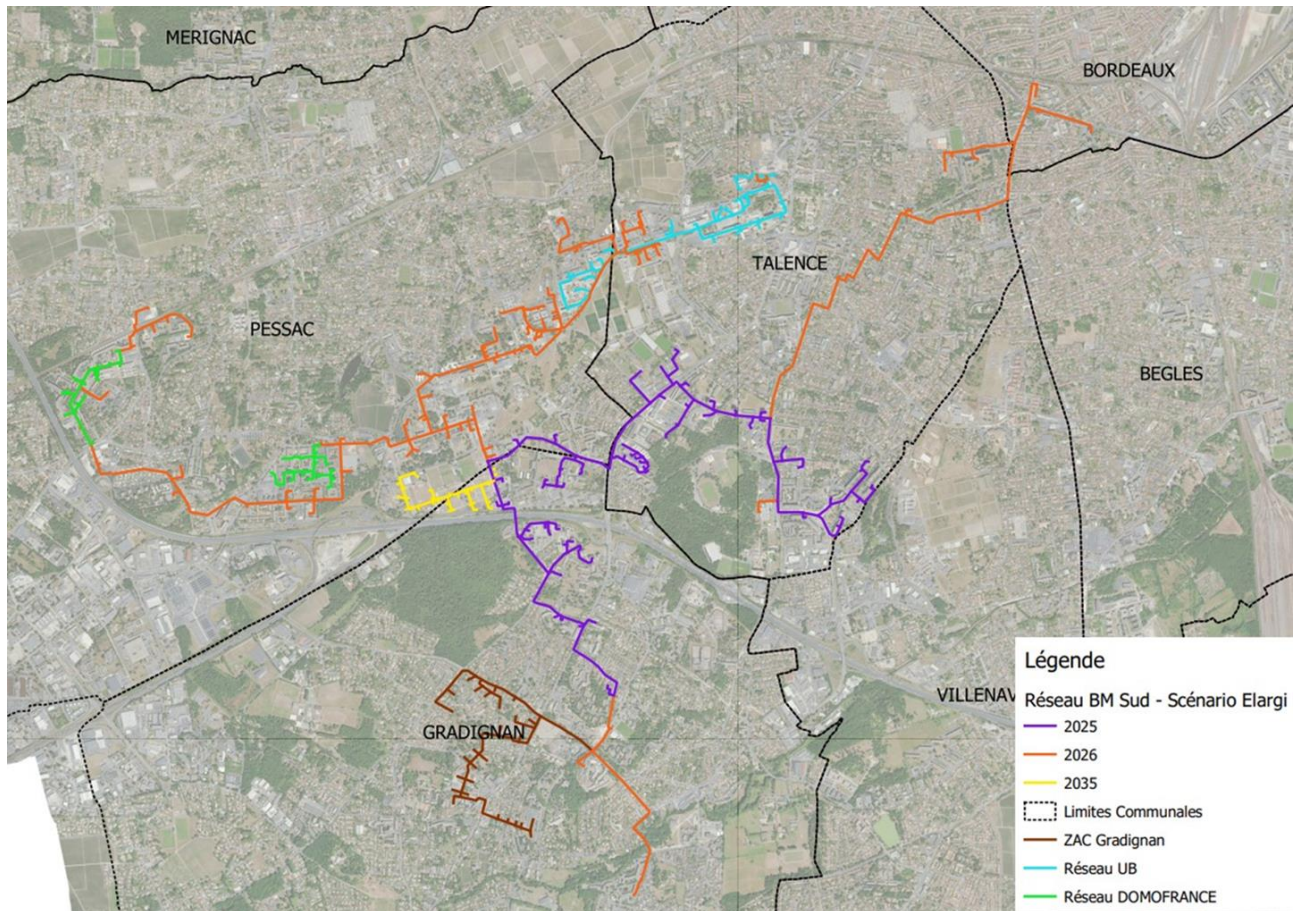 MERIGNAC
BORDEAUX
TALENCE
PESSAC
BEGLES
VILLENAV
GRADIGNAN
Légende
Réseau BM Sud - Scénario Elargi
2025
2026
2035
Limites Communales
ZAC Gradignan
Réseau UB
Réseau DOMOFRANCE